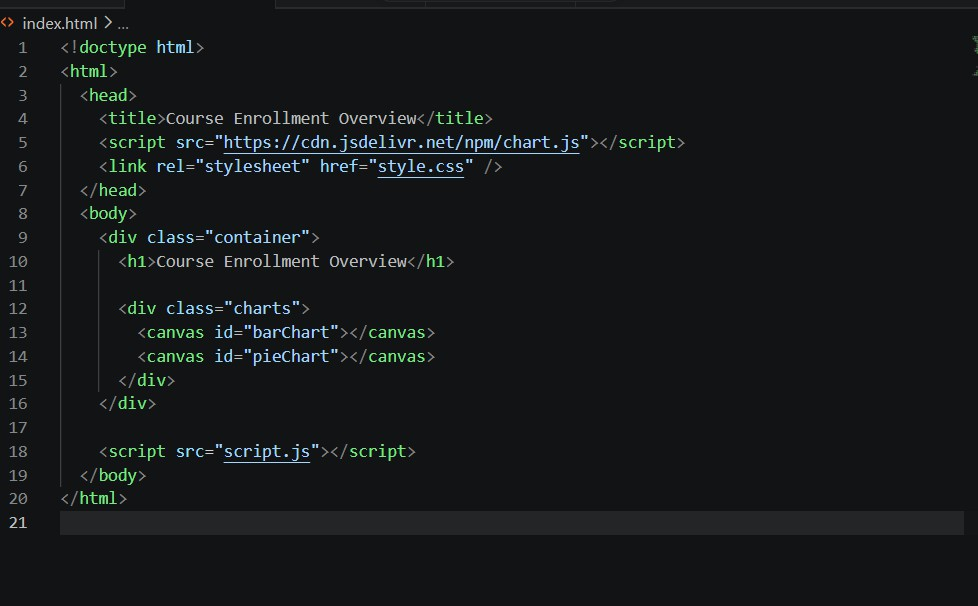 index.html > ...
1 <!doctype html>
2 <html>
3   <head>
4     <title>Course Enrollment Overview</title>
5     <script src="https://cdn.jsdelivr.net/npm/chart.js"></script>
6     <link rel="stylesheet" href="style.css" />
7   </head>
8   <body>
9     <div class="container">
10       <h1>Course Enrollment Overview</h1>
11
12       <div class="charts">
13         <canvas id="barChart"></canvas>
14         <canvas id="pieChart"></canvas>
15       </div>
16     </div>
17
18     <script src="script.js"></script>
19   </body>
20 </html>
21